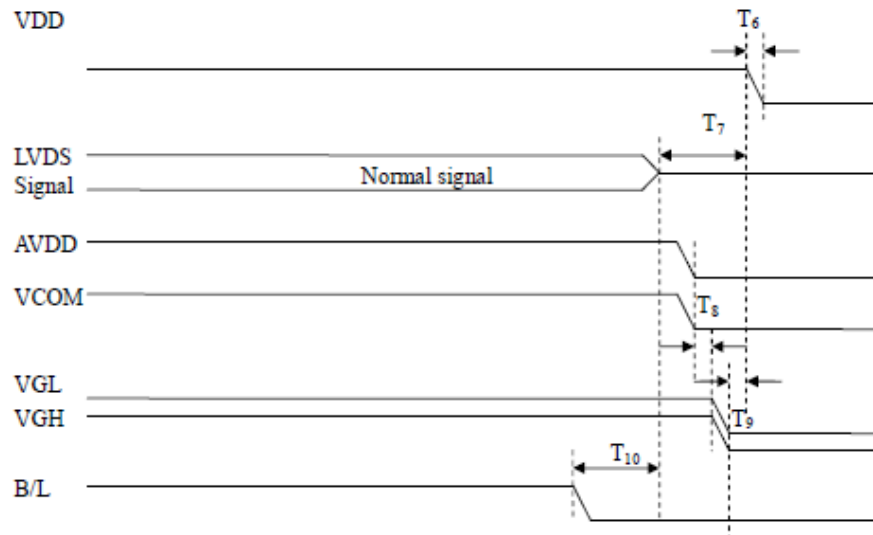 VDD
T6
T7
LVDS
Signal
Normal signal
AVDD
VCOM
T8
VGL
VGH
T9
T10
B/L